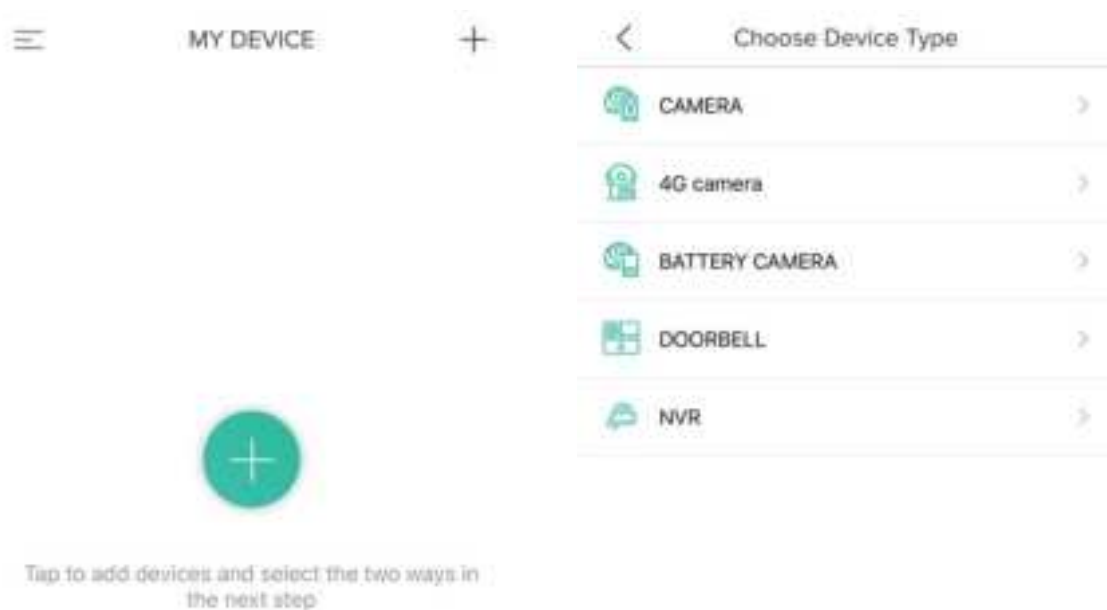 MY DEVICE
Tap to add devices and select the two ways in
the next step
Choose Device Type
CAMERA
4G camera
BATTERY CAMERA
DOORBELL
NVR